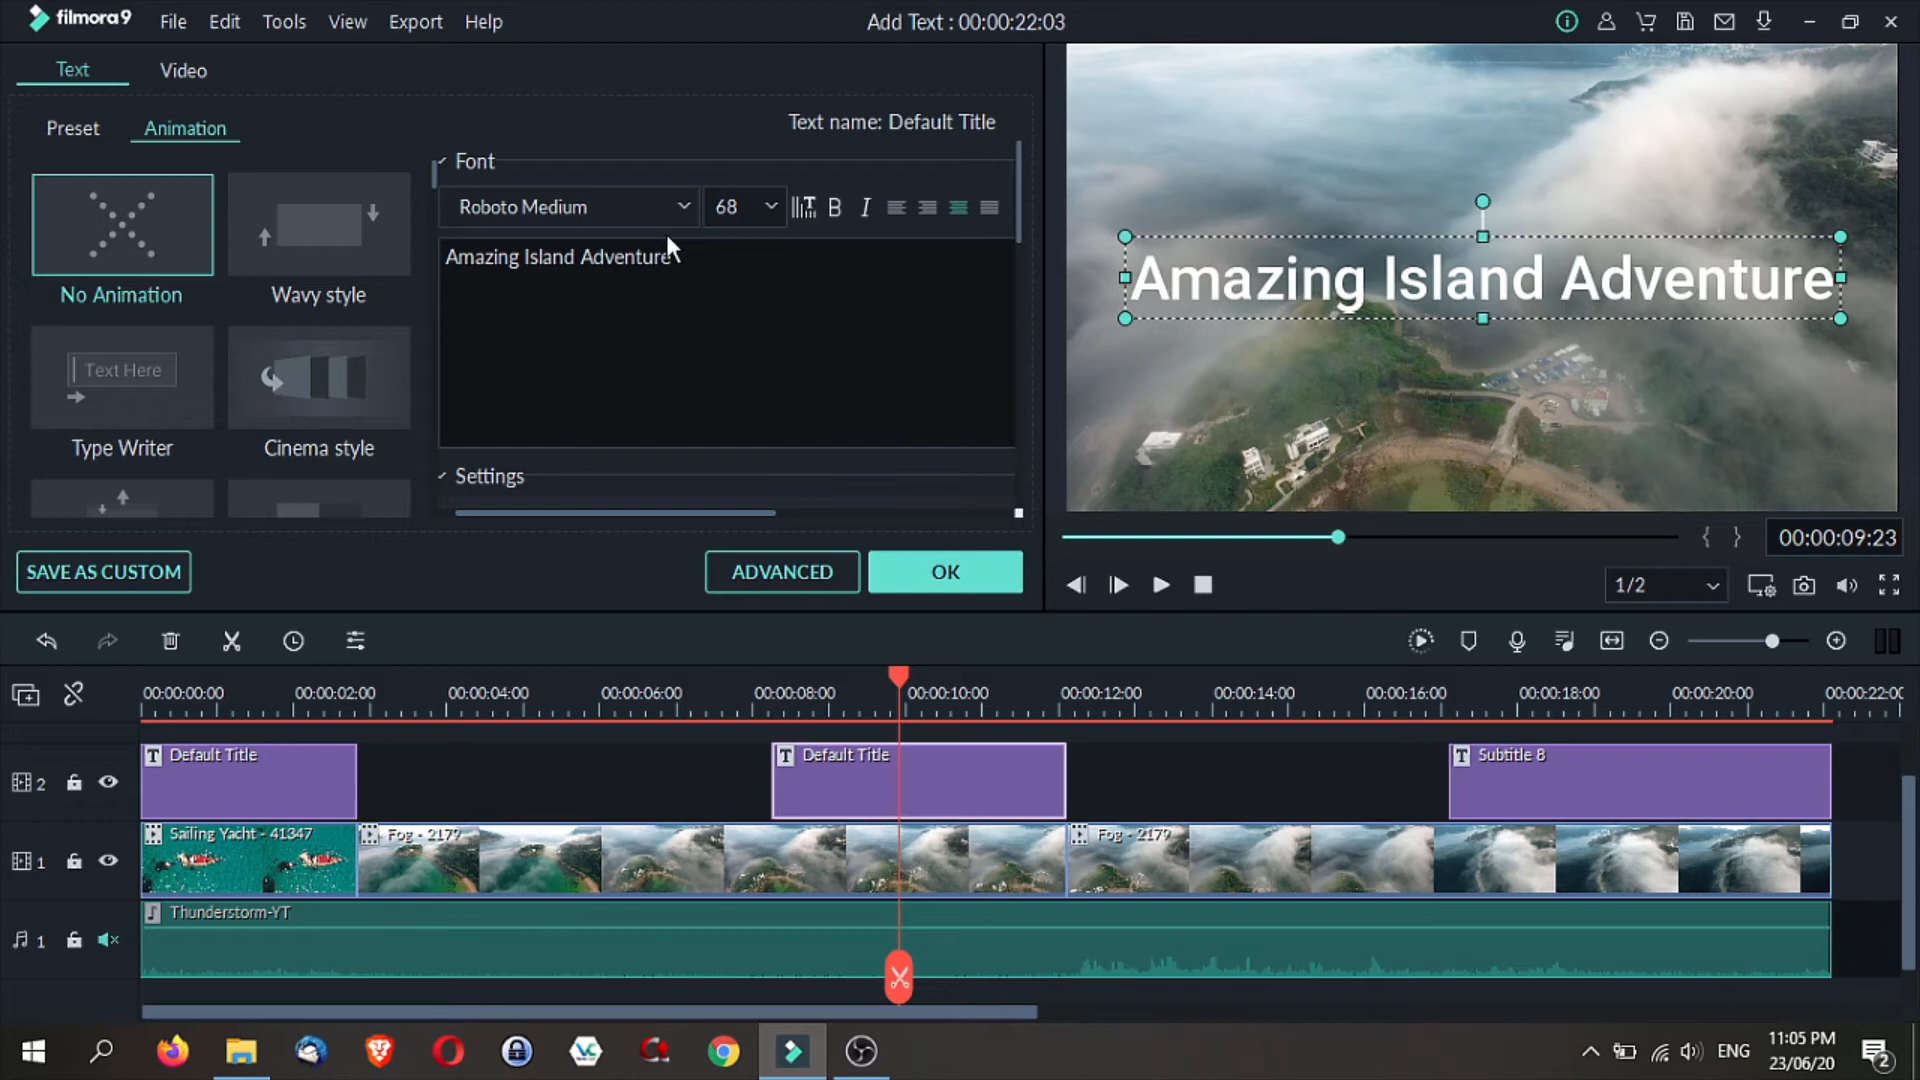 filmora9 File Edit Tools View Export Help Add Text : 00:00:22:03
Text Video
Preset Animation Text name: Default Title
Font
Roboto Medium 68 B I
Amazing Island Adventure
No Animation Wavy style
Text Here
Type Writer Cinema style
Settings
SAVE AS CUSTOM ADVANCED OK
Amazing Island Adventure
{ } 00:00:09:23
1/2
00:00:00:00 00:00:02:00 00:00:04:00 00:00:06:00 00:00:08:00 00:00:10:00 00:00:12:00 00:00:14:00 00:00:16:00 00:00:18:00 00:00:20:00 00:00:22:00
2 T Default Title T Default Title T Subtitle 8
1 Sailing Yacht - 41347 Fog - 2179 Fog - 2179
1 Thunderstorm-YT
ENG 11:05 PM
23/06/20 2